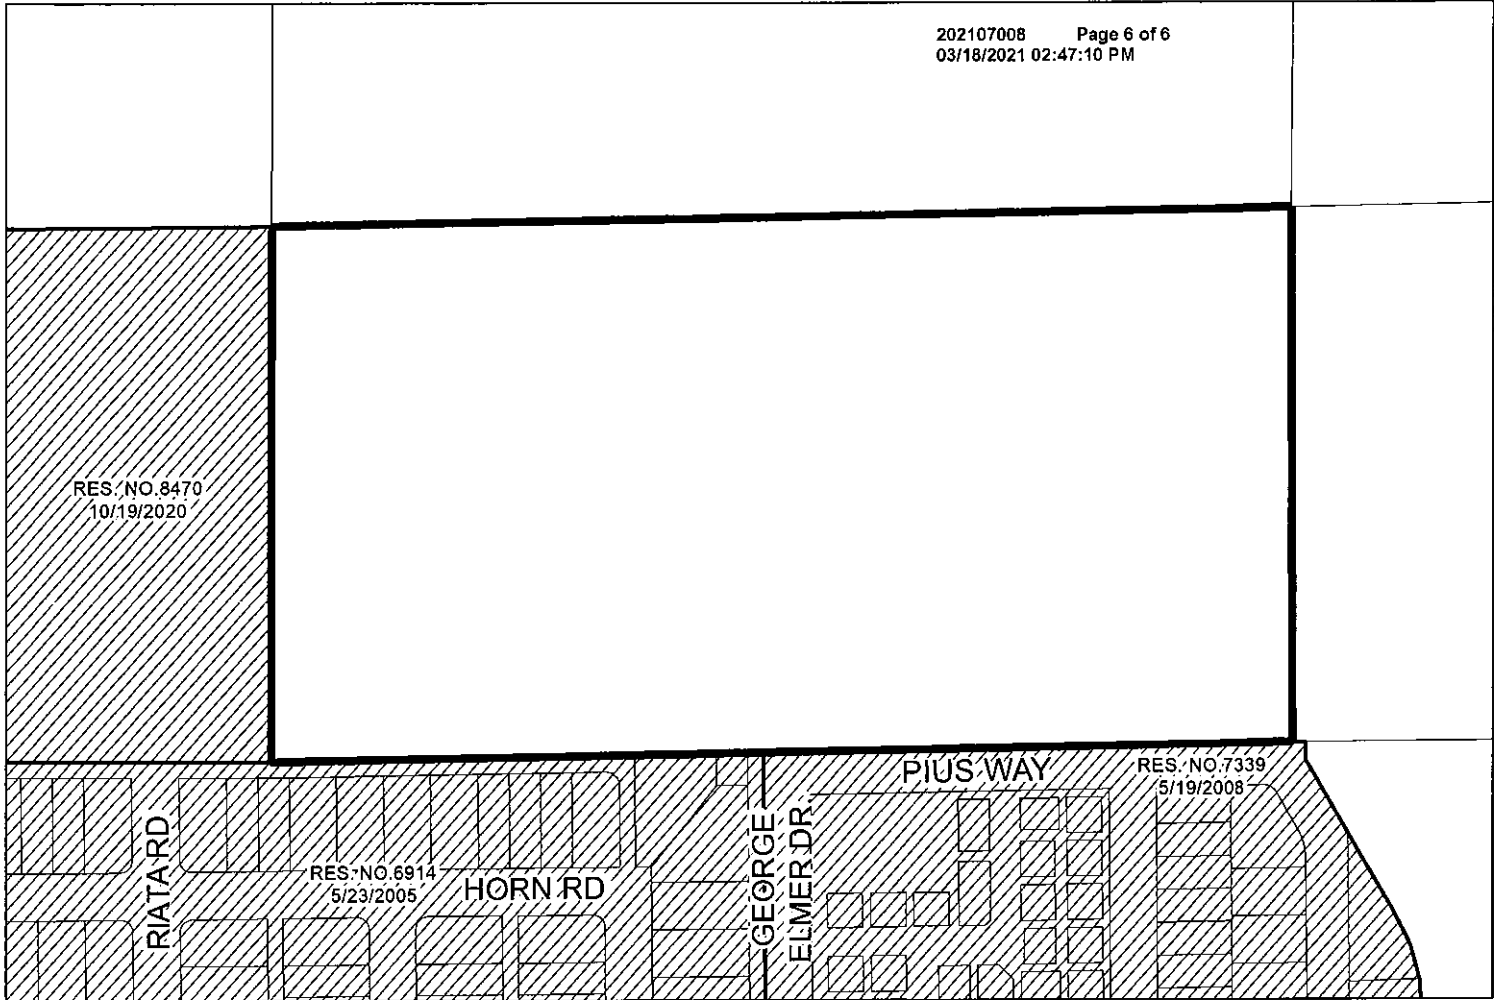 202107008 Page 6 of 6
03/18/2021 02:47:10 PM
RES. NO.8470
10/19/2020
PIUS WAY
RES. NO.7339
5/19/2008
RIATA RD
RES. NO.6914
5/23/2005
HORN RD
GEORGE
ELMER DR